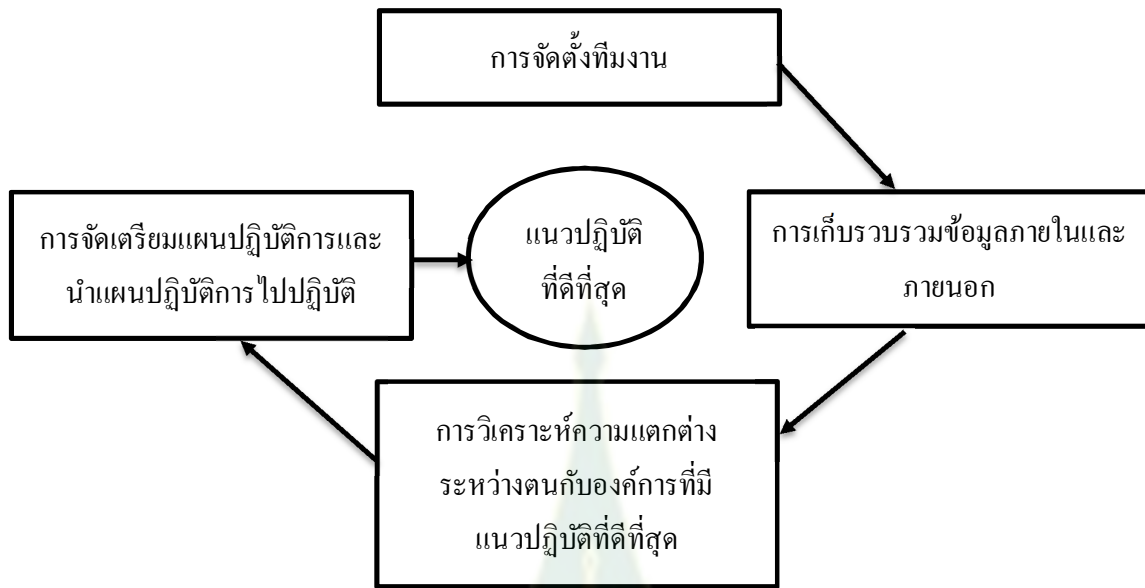 การจัดตั้งทีมงาน
การเก็บรวบรวมข้อมูลภายในและ
ภายนอก
การวิเคราะห์ความแตกต่าง
ระหว่างตนกับองค์การที่มี
แนวปฏิบัติที่ดีที่สุด
การจัดเตรียมแผนปฏิบัติการและ
นำแผนปฏิบัติการไปปฏิบัติ
แนวปฏิบัติ
ที่ดีที่สุด